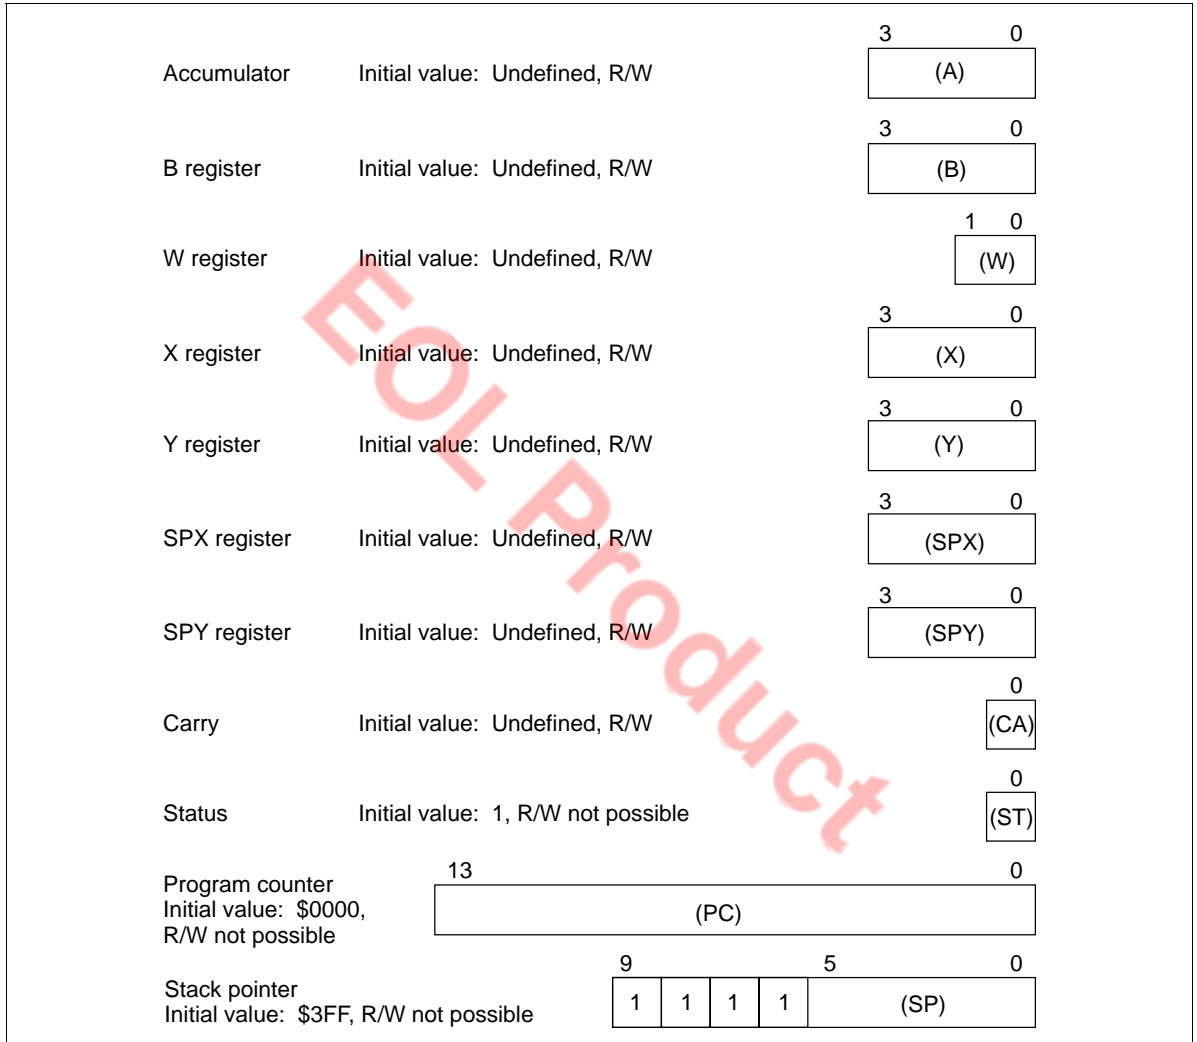 3 0
Accumulator Initial value: Undefined, R/W (A)
3 0
B register Initial value: Undefined, R/W (B)
1 0
W register Initial value: Undefined, R/W (W)
3 0
X register Initial value: Undefined, R/W (X)
3 0
Y register Initial value: Undefined, R/W (Y)
3 0
SPX register Initial value: Undefined, R/W (SPX)
3 0
SPY register Initial value: Undefined, R/W (SPY)
0
Carry Initial value: Undefined, R/W (CA)
0
Status Initial value: 1, R/W not possible (ST)
13 0
Program counter
Initial value: $0000, (PC)
R/W not possible
9 5 0
Stack pointer
Initial value: $3FF, R/W not possible 1 1 1 1 (SP)
EOL Product